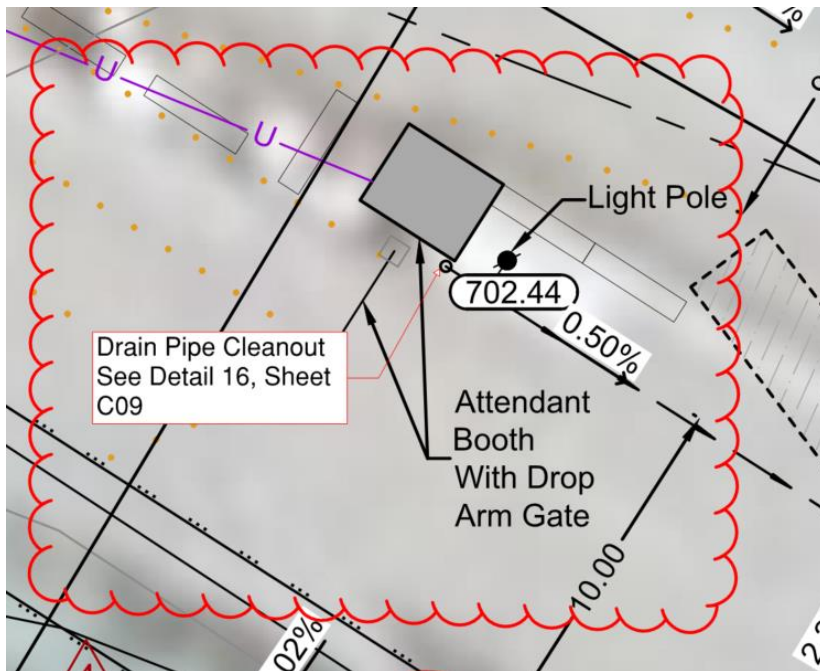 %
U
U
Light Pole
702.44
0.50%
Drain Pipe Cleanout
See Detail 16, Sheet
C09
Attendant
Booth
With Drop
Arm Gate
10.00
02%